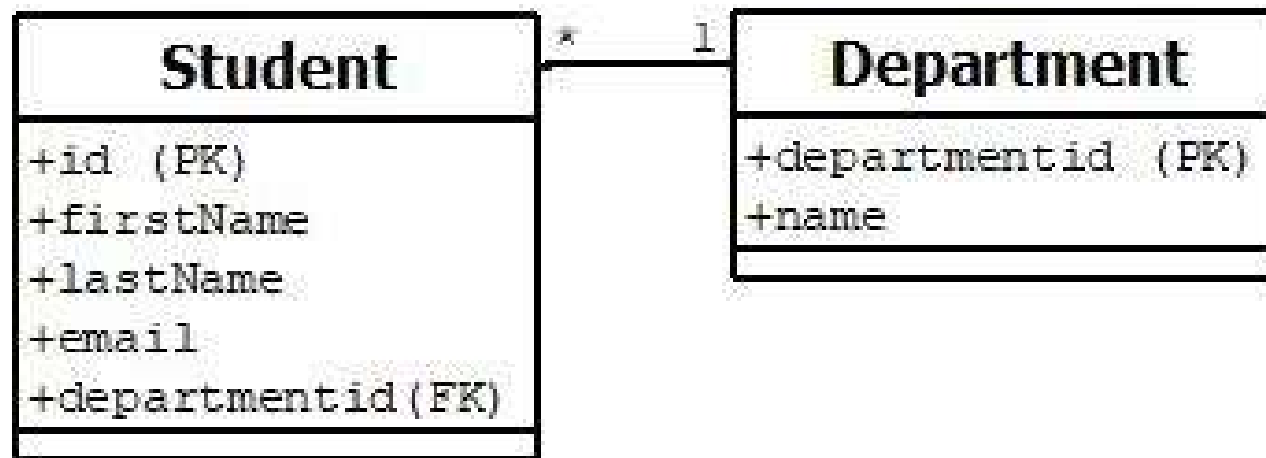 Student
+id (PK)
+firstName
+lastName
+email
+departmentid(FK)
* 1
Department
+departmentid (PK)
+name